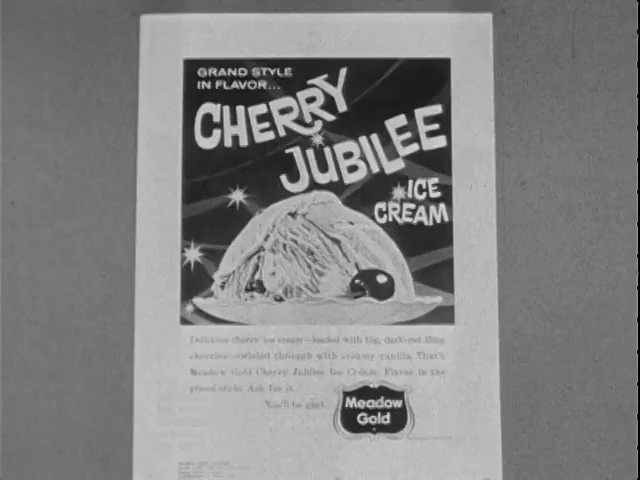 GRAND STYLE
IN FLAVOR...
CHERRY
JUBILEE
ICE
CREAM
Delicious cherry ice cream—loaded with big, dark-red Bing
cherries—swirled through with creamy vanilla. That's
Meadow Gold Cherry Jubilee Ice Cream. Flavor in the
grand style. Ask for it.
You'll be glad.
Meadow
Gold